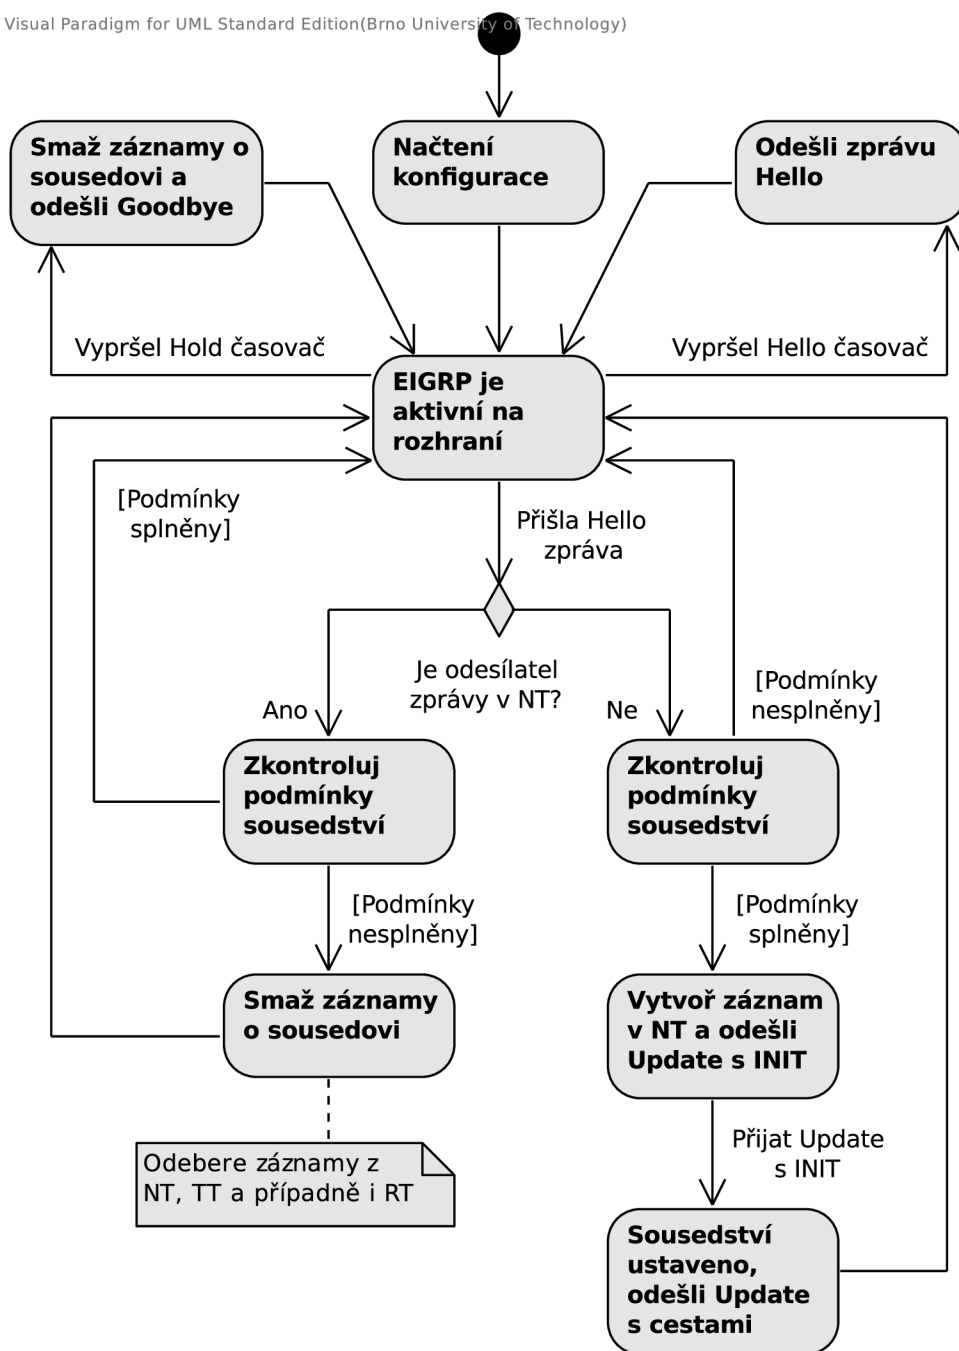 Visual Paradigm for UML Standard Edition(Brno University of Technology)
Smaž záznamy o
sousedovi a
odešli Goodbye
Načtení
konfigurace
Odešli zprávu
Hello
Vypršel Hold časovač
Vypršel Hello časovač
EIGRP je
aktivní na
rozhraní
[Podmínky
splněny]
Přišla Hello
zpráva
Je odesílatel
zprávy v NT?
[Podmínky
nesplněny]
Ano
Ne
Zkontroluj
podmínky
sousedství
Zkontroluj
podmínky
sousedství
[Podmínky
nesplněny]
[Podmínky
splněny]
Smaž záznamy
o sousedovi
Vytvoř záznam
v NT a odešli
Update s INIT
Odebere záznamy z
NT, TT a případně i RT
Přijat Update
s INIT
Sousedství
ustaveno,
odešli Update
s cestami